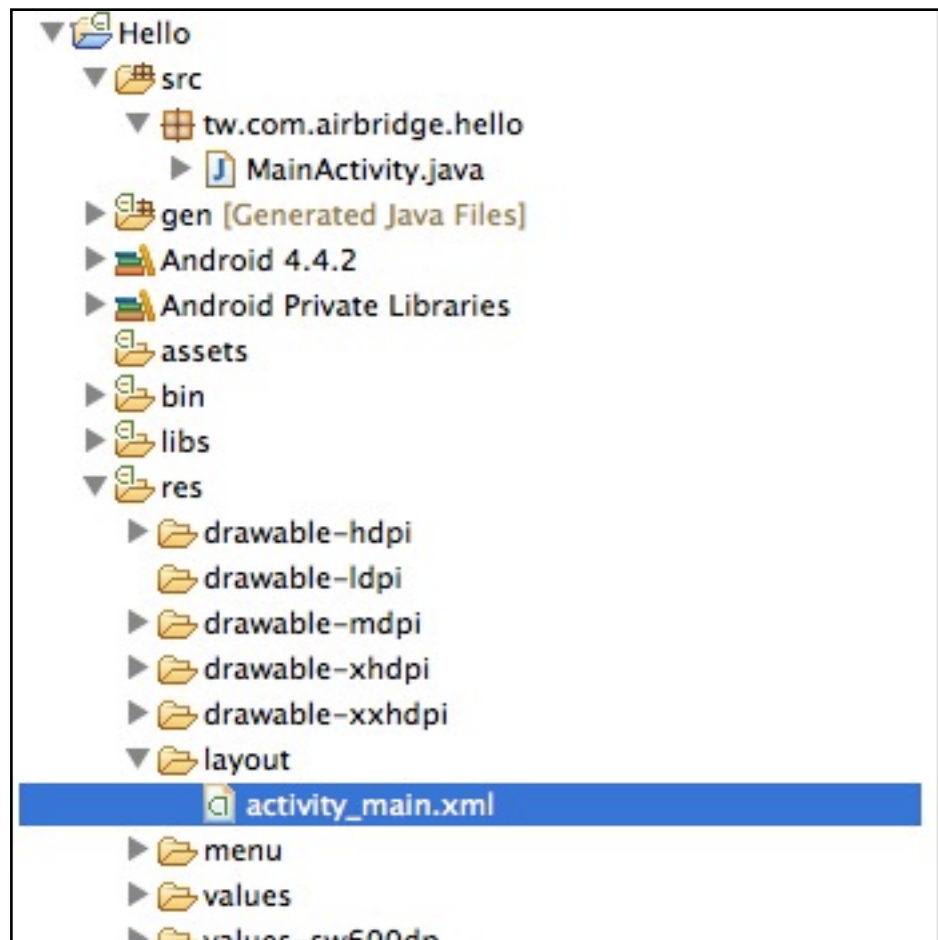 Hello
src
tw.com.airbridge.hello
MainActivity.java
gen [Generated Java Files]
Android 4.4.2
Android Private Libraries
assets
bin
libs
res
drawable-hdpi
drawable-ldpi
drawable-mdpi
drawable-xhdpi
drawable-xxhdpi
layout
activity_main.xml
menu
values
values-sw600dp